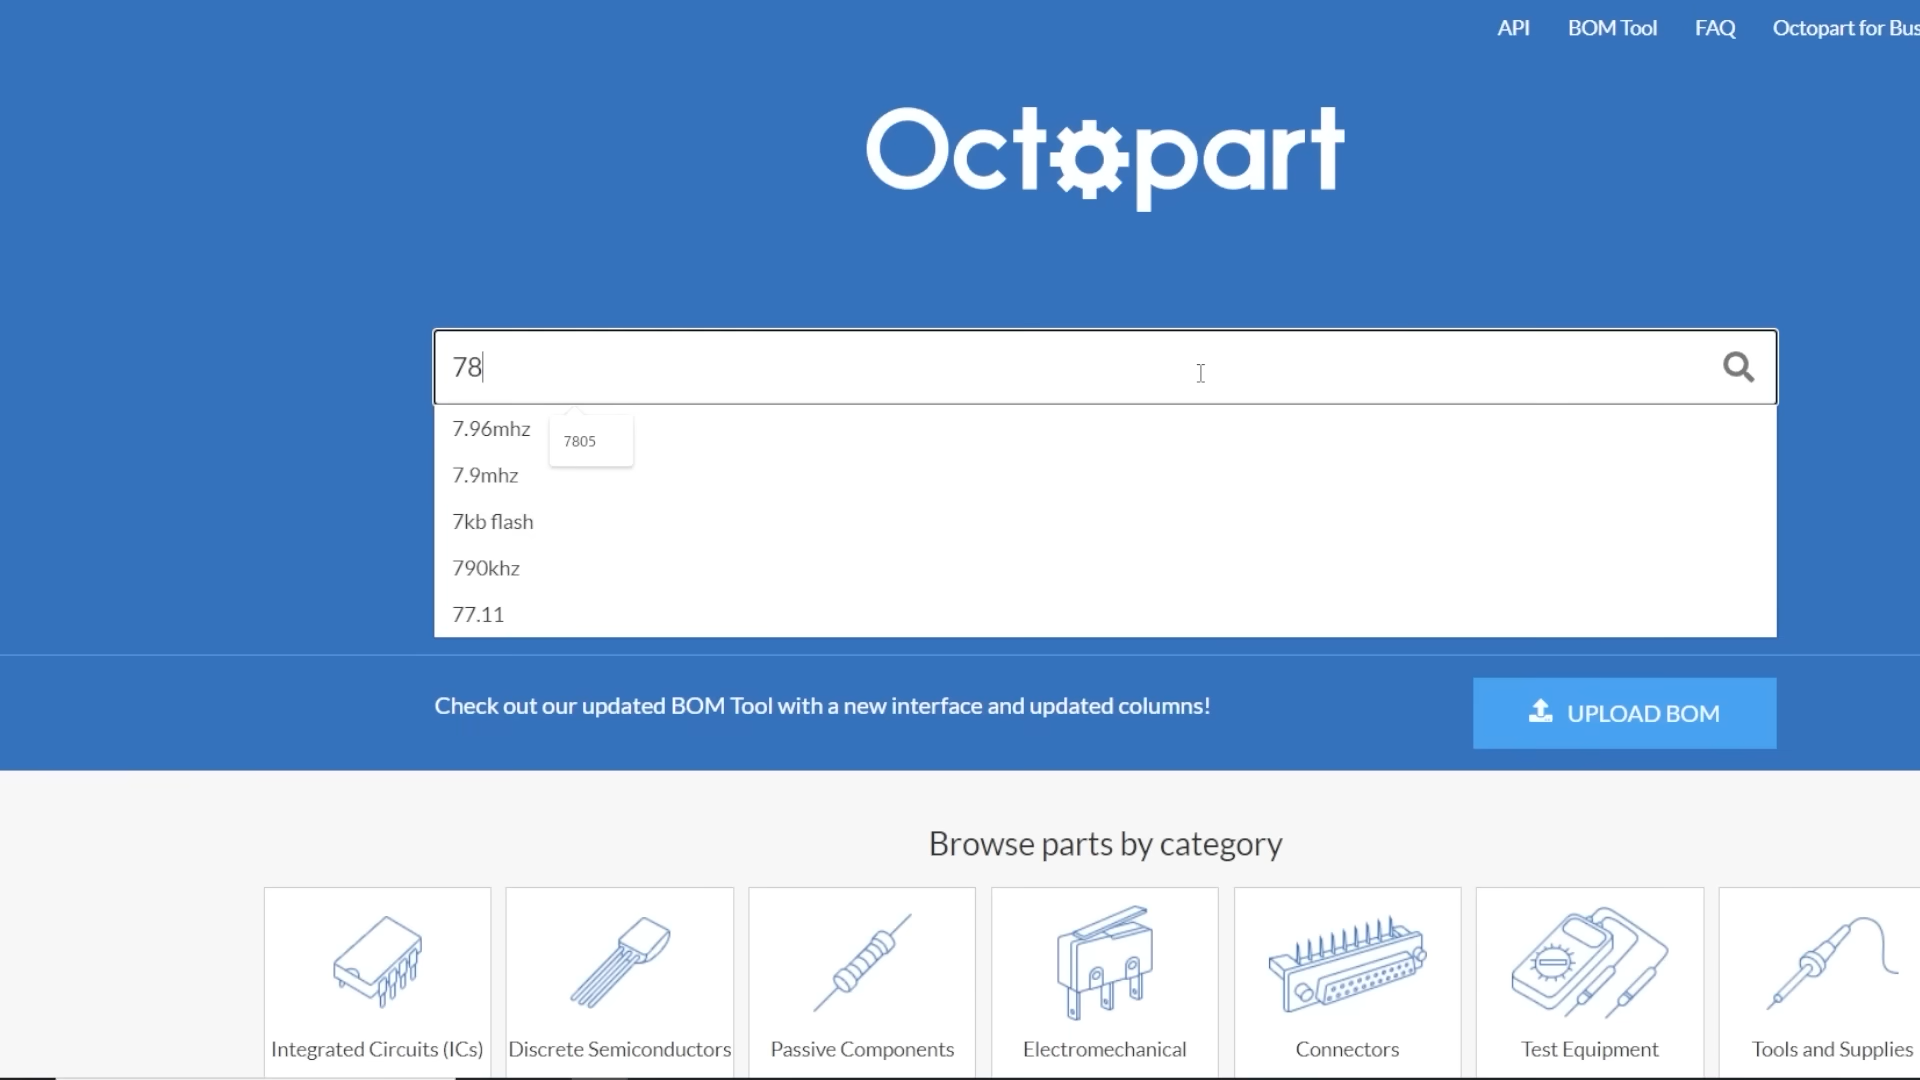 API BOM Tool FAQ Octopart for Bus
Octopart
78
7.96mhz
7805
7.9mhz
7kb flash
790khz
77.11
Check out our updated BOM Tool with a new interface and updated columns!
UPLOAD BOM
Browse parts by category
Integrated Circuits (ICs) Discrete Semiconductors Passive Components Electromechanical Connectors Test Equipment Tools and Supplies